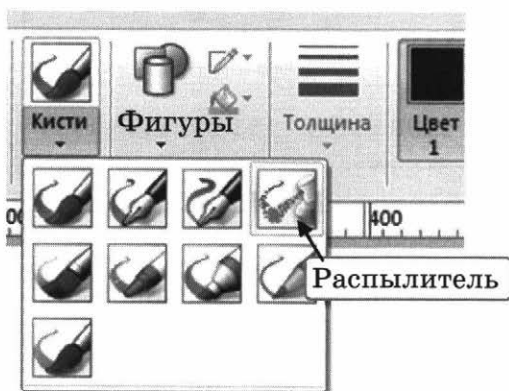 Кисти
Фигуры
Толщина
Цвет
1
400
Распылитель